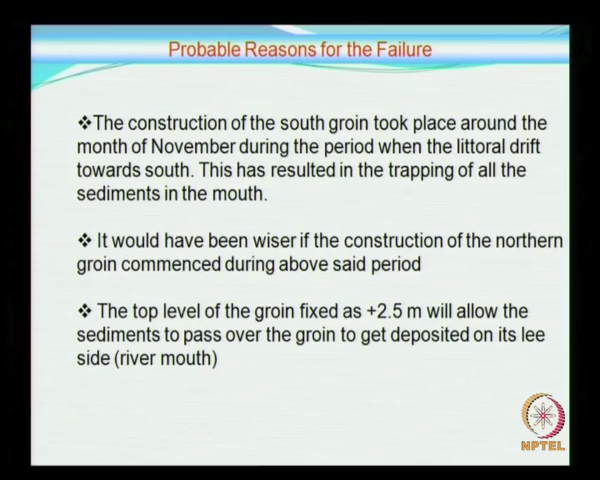 Probable Reasons for the Failure
❖The construction of the south groin took place around the
month of November during the period when the littoral drift
towards south. This has resulted in the trapping of all the
sediments in the mouth.
❖ It would have been wiser if the construction of the northern
groin commenced during above said period
❖ The top level of the groin fixed as +2.5 m will allow the
sediments to pass over the groin to get deposited on its lee
side (river mouth)
NPTEL